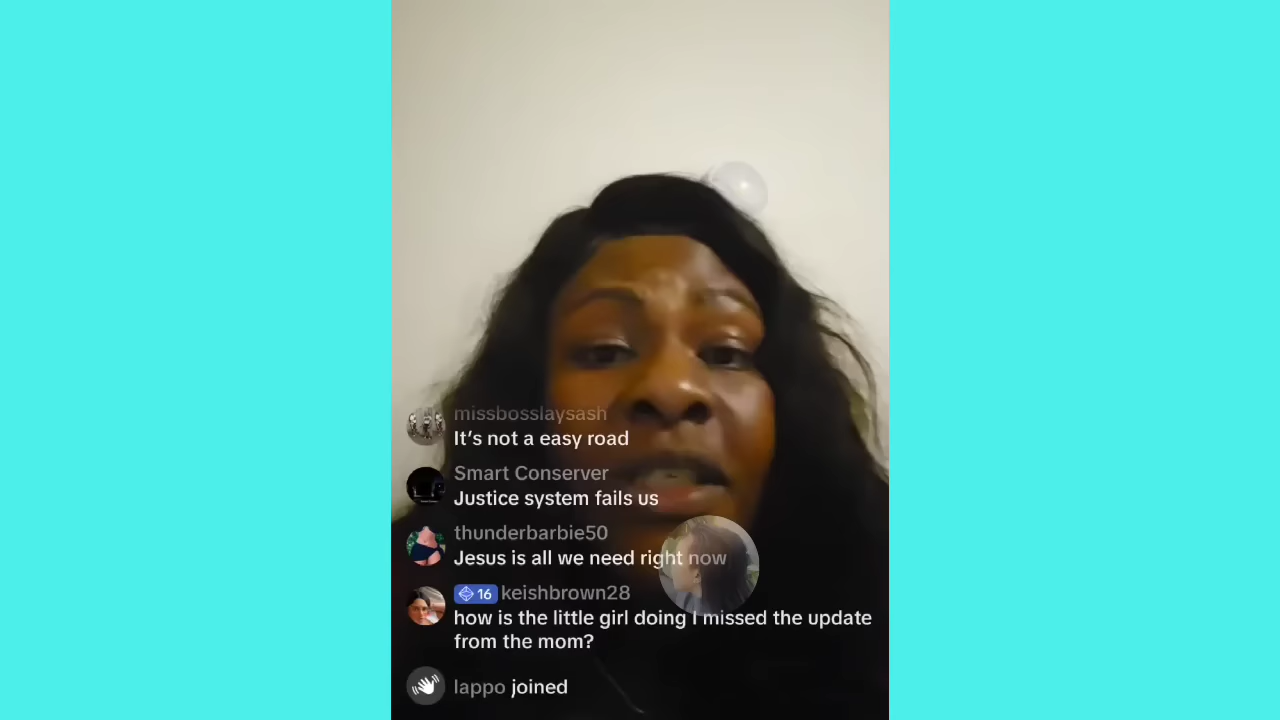 missbosslaysash
It's not a easy road
Smart Conserver
Justice system fails us
thunderbarbie50
Jesus is all we need right now
16 keishbrown28
how is the little girl doing I missed the update
from the mom?
lappo joined